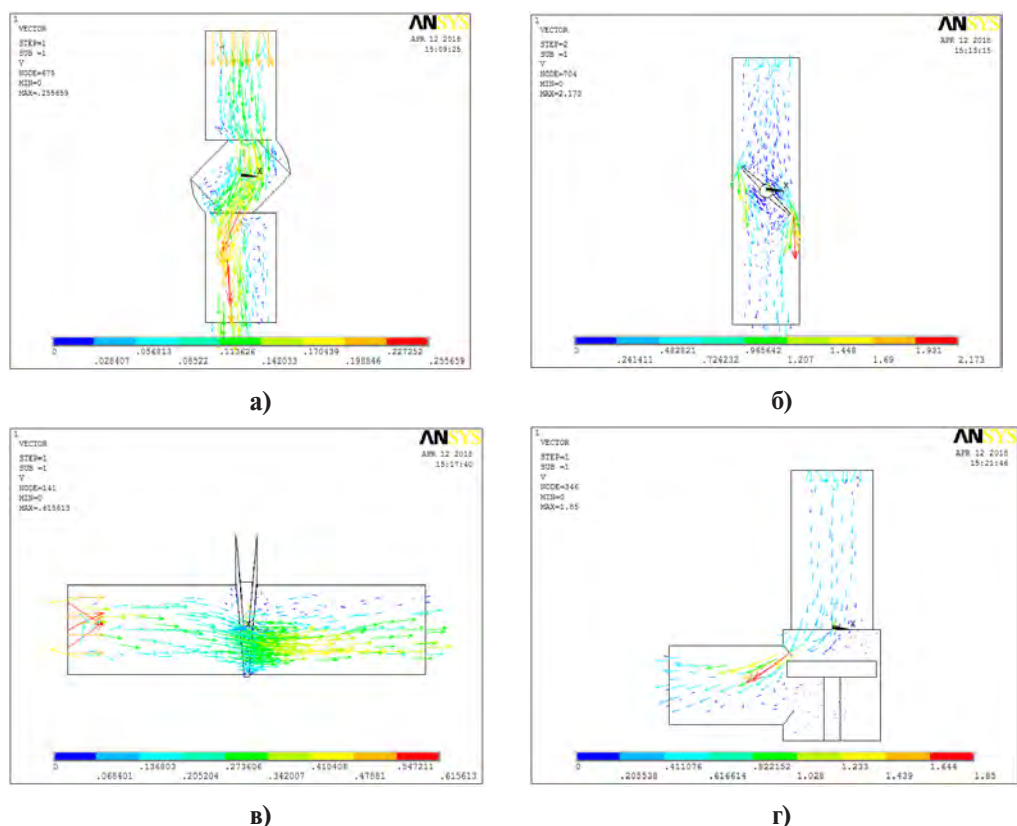 1
VECTOR
STEP=1
SUB =1
V
NODE=675
MIN=0
MAX=.255659
ANSYS
APR 12 2018
15:09:25
X
0 .056813 .113626 .170439 .227252
.028407 .08522 .142033 .198846 .255659
а)
1
VECTOR
STEP=2
SUB =1
V
NODE=704
MIN=0
MAX=2.173
ANSYS
APR 12 2018
15:13:15
X
0 .482821 .965642 1.448 1.931
.241411 .724232 1.207 1.69 2.173
б)
1
VECTOR
STEP=1
SUB =1
V
NODE=141
MIN=0
MAX=.615613
ANSYS
APR 12 2018
15:17:40
0 .136803 .273606 .410408 .547211
.068401 .205204 .342007 .47881 .615613
в)
1
VECTOR
STEP=1
SUB =1
V
NODE=346
MIN=0
MAX=1.85
ANSYS
APR 12 2018
15:21:46
X
0 .411076 .822152 1.233 1.644
.205538 .616614 1.028 1.439 1.85
г)